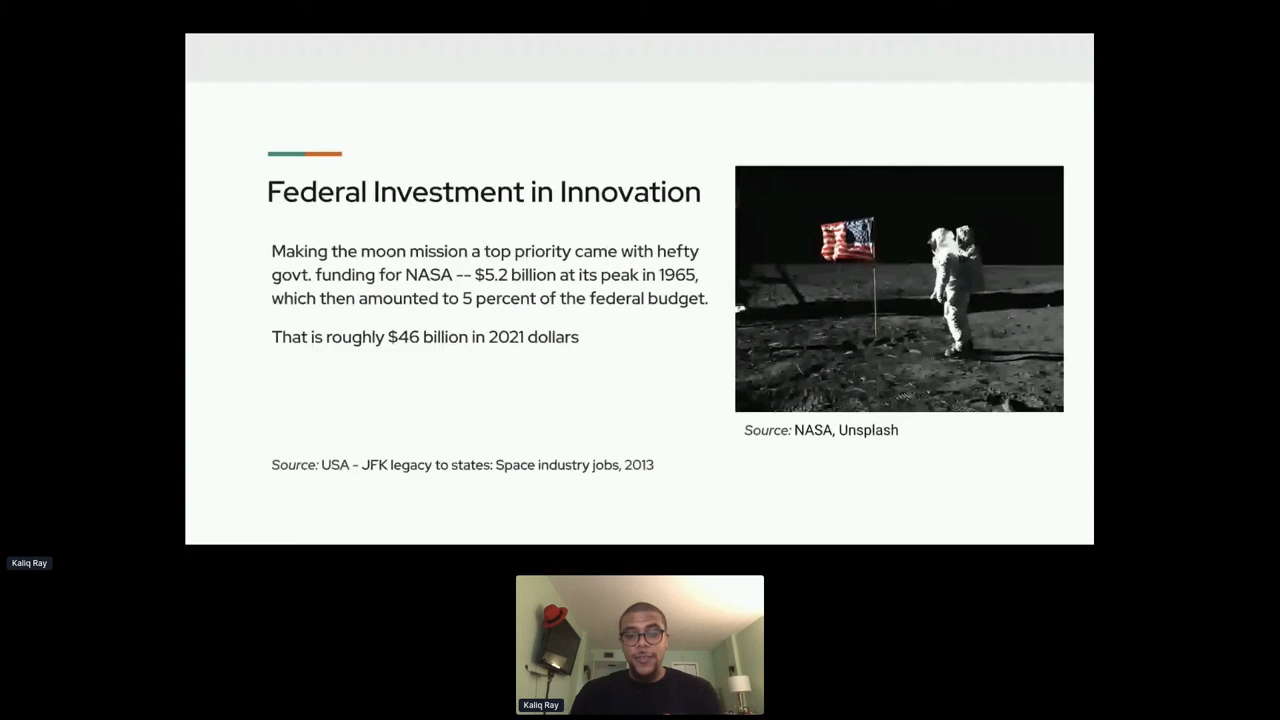 Federal Investment in Innovation
Making the moon mission a top priority came with hefty
govt. funding for NASA -- $5.2 billion at its peak in 1965,
which then amounted to 5 percent of the federal budget.
That is roughly $46 billion in 2021 dollars
Source: NASA, Unsplash
Source: USA - JFK legacy to states: Space industry jobs, 2013
Kaliq Ray
Kaliq Ray